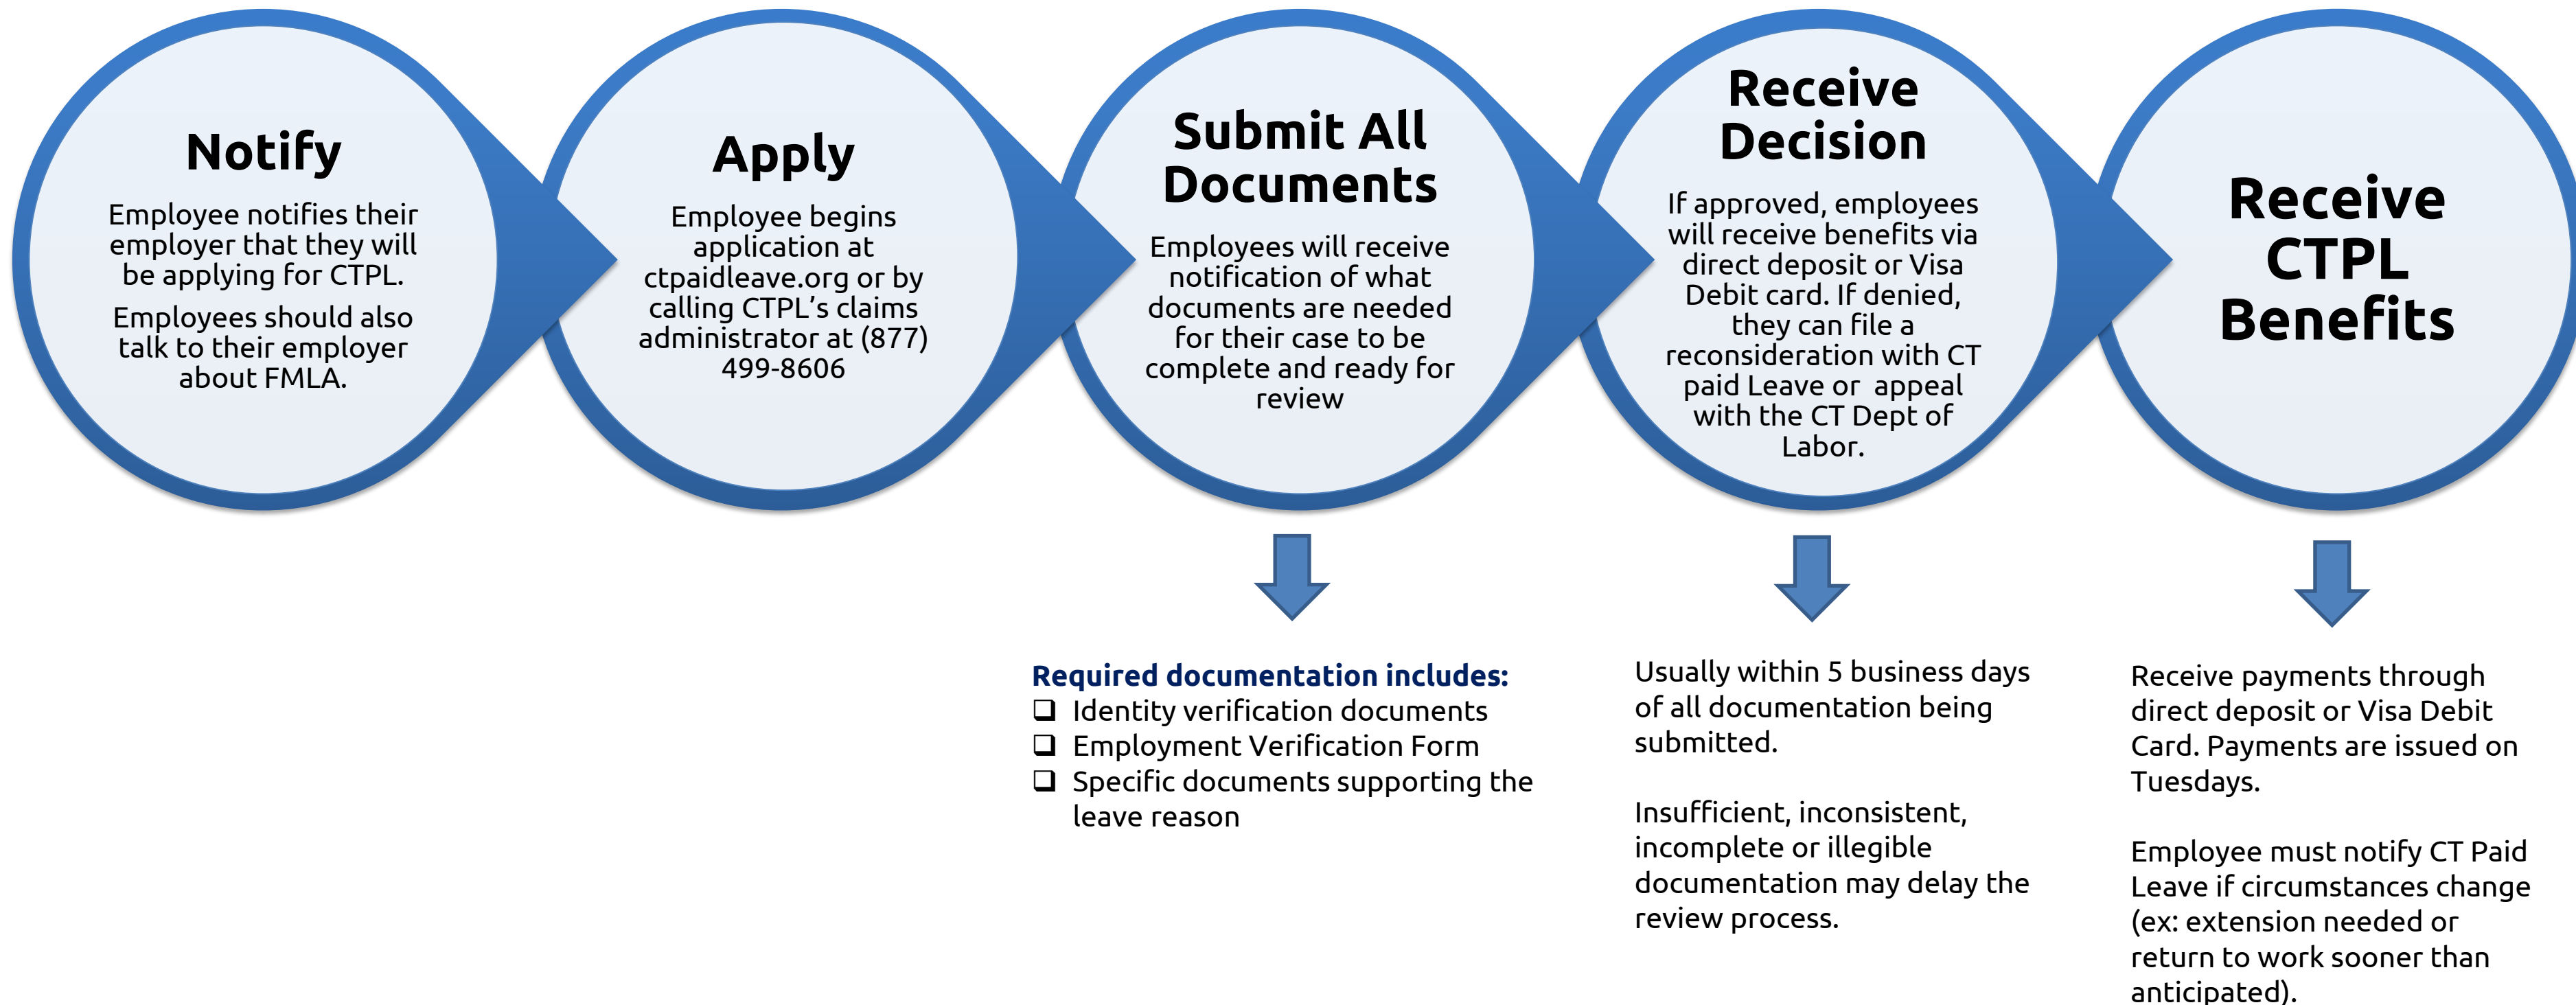 Notify
Employee notifies their
employer that they will
be applying for CTPL.
Employees should also
talk to their employer
about FMLA.
Apply
Employee begins
application at
ctpaidleave.org or by
calling CTPL’s claims
administrator at (877)
499-8606
Submit All
Documents
Employees will receive
notification of what
documents are needed
for their case to be
complete and ready for
review
Receive
Decision
If approved, employees
will receive benefits via
direct deposit or Visa
Debit card. If denied,
they can file a
reconsideration with CT
paid Leave or  appeal
with the CT Dept of
Labor.
Receive
CTPL
Benefits
Required documentation includes:
❑ Identity verification documents
❑ Employment Verification Form
❑ Specific documents supporting the
leave reason
Usually within 5 business days
of all documentation being
submitted.
Insufficient, inconsistent,
incomplete or illegible
documentation may delay the
review process.
Receive payments through
direct deposit or Visa Debit
Card. Payments are issued on
Tuesdays.
Employee must notify CT Paid
Leave if circumstances change
(ex: extension needed or
return to work sooner than
anticipated).